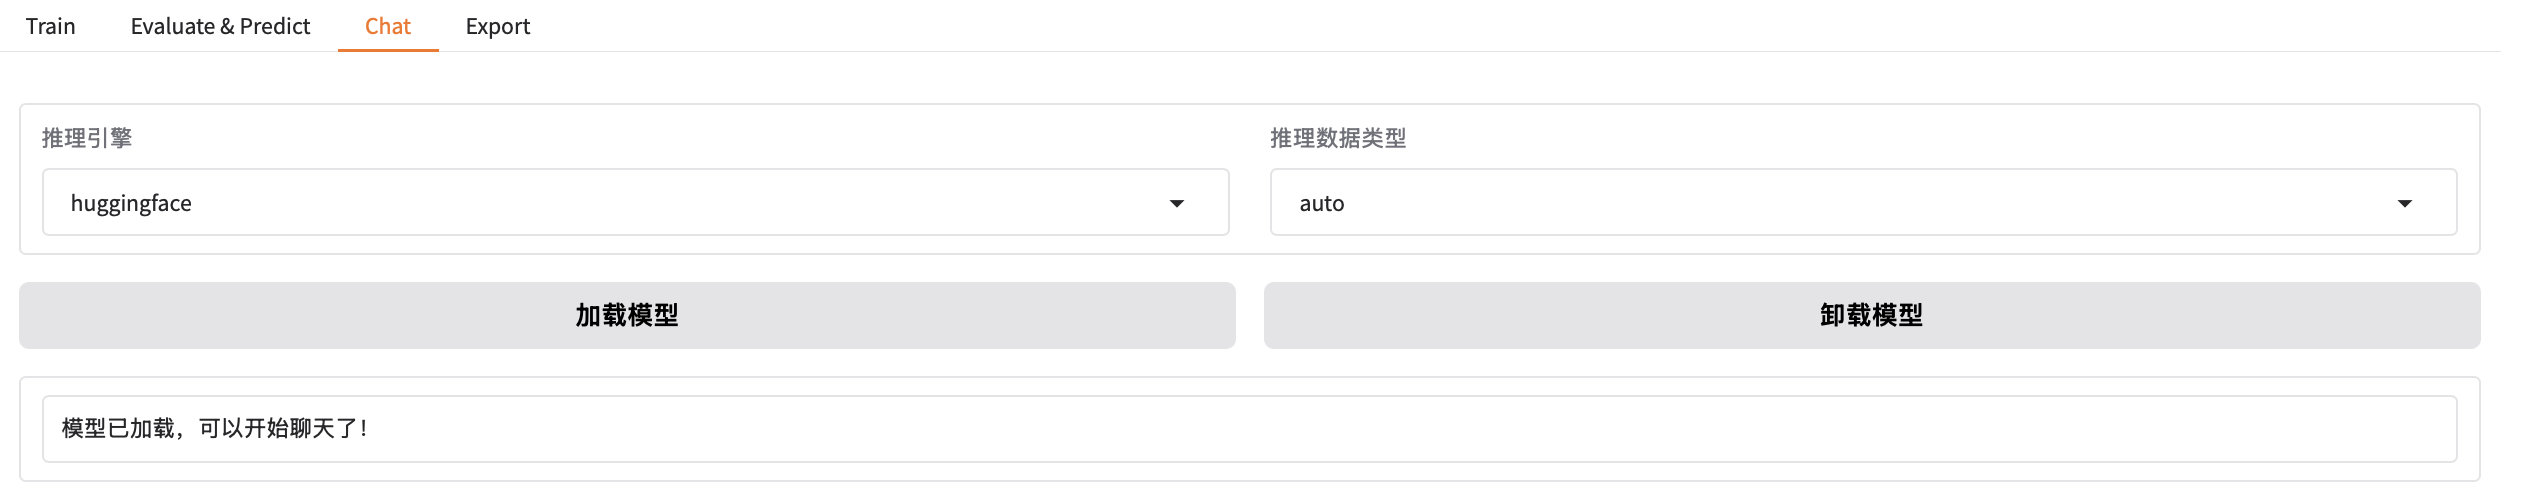 Train Evaluate & Predict Chat Export
推理引擎 推理数据类型
huggingface auto
加载模型 卸载模型
模型已加载，可以开始聊天了！